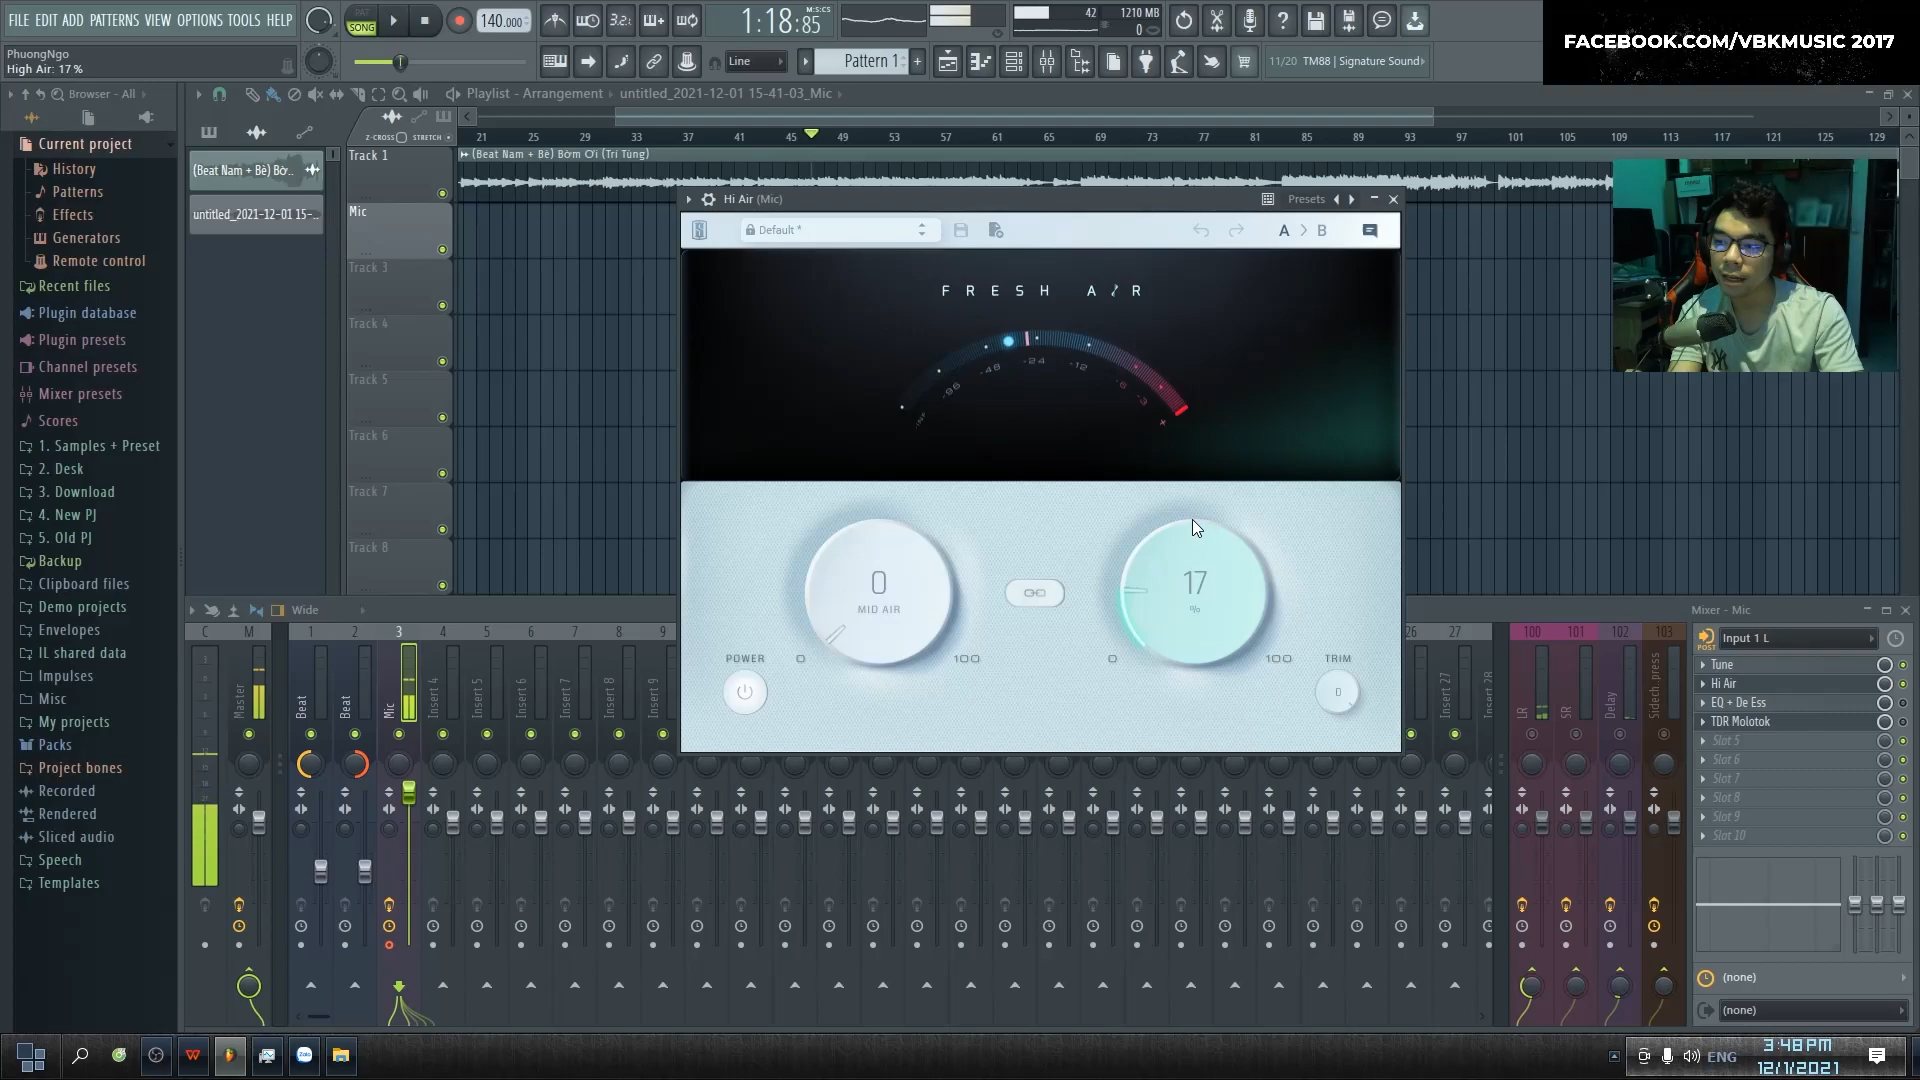 FILE EDIT ADD PATTERNS VIEW OPTIONS TOOLS HELP
PAT
SONG
140.000
3.2.
1:18:85
M:S:CS
42
1210 MB
0
FACEBOOK.COM/VBKMUSIC 2017
PhuongNgo
High Air: 17 %
Line
Pattern 1
+
11/20 TM88 | Signature Sound
Browser - All
Playlist - Arrangement
untitled_2021-12-01 15-41-03_Mic
Z-CROSS
STRETCH
21 25 29 33 37 41 45 49 53 57 61 65 69 73 77 81 85 89 93 97 101 105 109 113 117 121 125 129
Current project
History
Patterns
Effects
Generators
Remote control
Recent files
Plugin database
Plugin presets
Channel presets
Mixer presets
Scores
1. Samples + Preset
2. Desk
3. Download
4. New PJ
5. Old PJ
Backup
Clipboard files
Demo projects
Envelopes
IL shared data
Impulses
Misc
My projects
Packs
Project bones
Recorded
Rendered
Sliced audio
Speech
Templates
(Beat Nam + Bè) Bờ..
untitled_2021-12-01 15-..
Track 1
Mic
Track 3
Track 4
Track 5
Track 6
Track 7
Track 8
(Beat Nam + Bè) Bờm Ơi (Trí Tùng)
Hi Air (Mic)
Presets
Default *
A > B
FRESH AIR
-96 -48 -24 -12 -6 -3
0
MID AIR
17
%
POWER
0
100
0
100
TRIM
0
Wide
C M 1 2 3 4 5 6 7 8 9
26 27
100 101 102 103
Master
Beat
Beat
Mic
Insert 4
Insert 5
Insert 6
Insert 7
Insert 8
Insert 9
Insert 27
Insert 28
LR
SR
Delay
Sidech.press
Mixer - Mic
Input 1 L
POST
Tune
Hi Air
EQ + De Ess
TDR Molotok
Slot 5
Slot 6
Slot 7
Slot 8
Slot 9
Slot 10
(none)
(none)
ENG
3:48 PM
12/1/2021